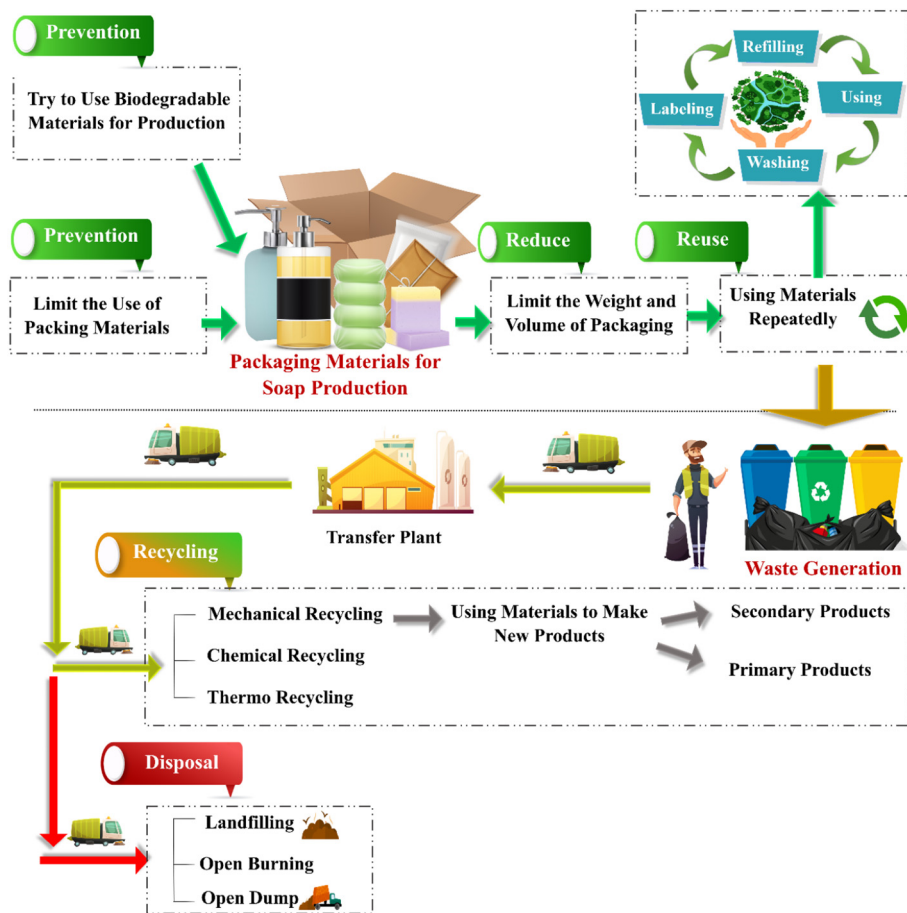 Prevention
Try to Use Biodegradable
Materials for Production
Refilling
Labeling
Using
Washing
Prevention
Limit the Use of
Packing Materials
Packaging Materials for
Soap Production
Reduce
Limit the Weight and
Volume of Packaging
Reuse
Using Materials
Repeatedly
Transfer Plant
Waste Generation
Recycling
Mechanical Recycling
Chemical Recycling
Thermo Recycling
Using Materials to Make
New Products
Secondary Products
Primary Products
Disposal
Landfilling
Open Burning
Open Dump